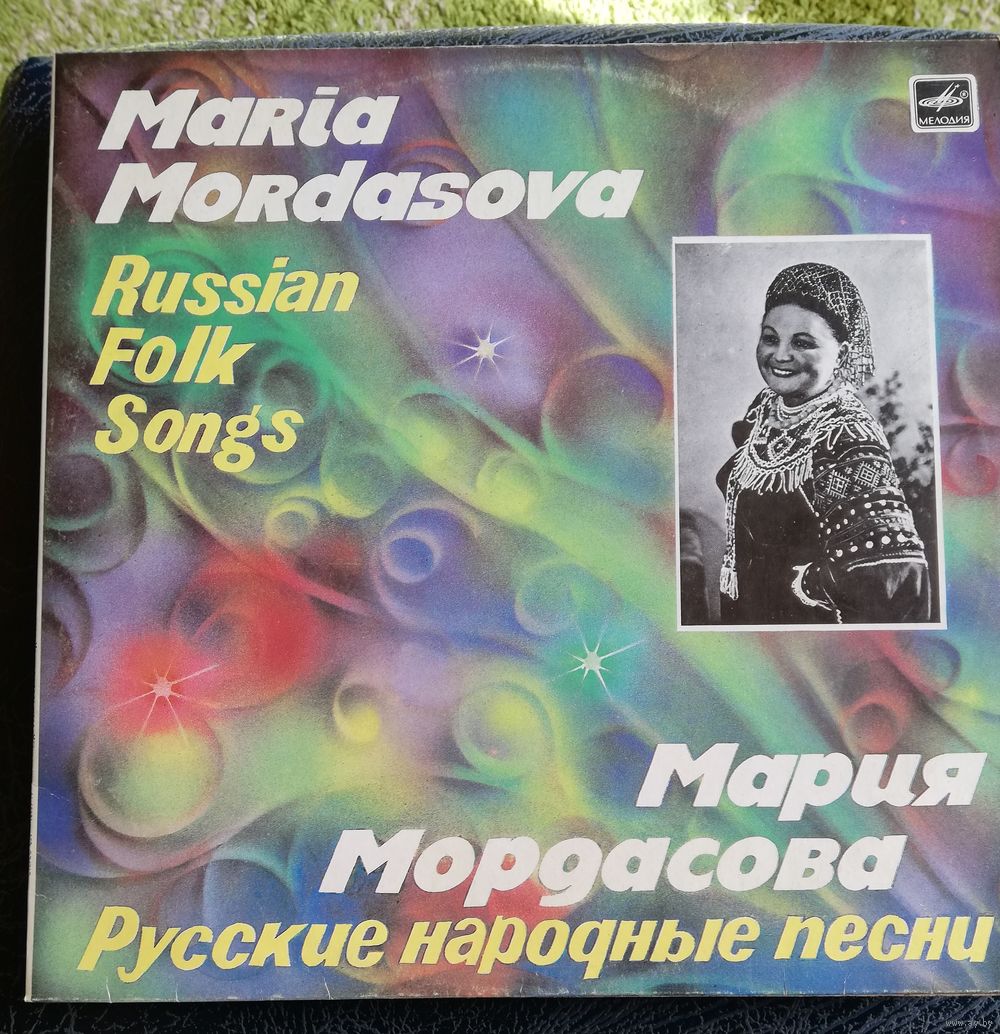 MaRia
MoRdasova
Russian
Folk
Songs
МЕЛОДИЯ
Мария
Мордасова
Русские народные песни